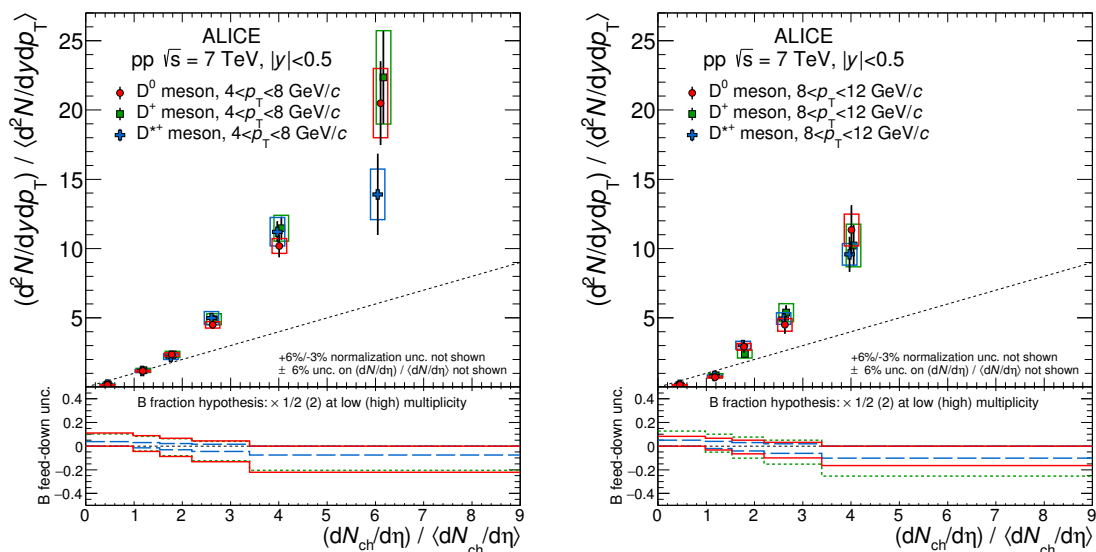 (d²N/dydp_T) / ⟨d²N/dydp_T⟩
25
20
15
10
5
ALICE
pp √s = 7 TeV, |y|<0.5
D⁰ meson, 4<p_T<8 GeV/c
D⁺ meson, 4<p_T<8 GeV/c
D*⁺ meson, 4<p_T<8 GeV/c
+6%/-3% normalization unc. not shown
± 6% unc. on (dN/dη) / ⟨dN/dη⟩ not shown
B feed-down unc.
0.4
0.2
0
−0.2
−0.4
B fraction hypothesis: × 1/2 (2) at low (high) multiplicity
0 1 2 3 4 5 6 7 8 9
(dN_ch/dη) / ⟨dN_ch/dη⟩
(d²N/dydp_T) / ⟨d²N/dydp_T⟩
25
20
15
10
5
ALICE
pp √s = 7 TeV, |y|<0.5
D⁰ meson, 8<p_T<12 GeV/c
D⁺ meson, 8<p_T<12 GeV/c
D*⁺ meson, 8<p_T<12 GeV/c
+6%/-3% normalization unc. not shown
± 6% unc. on (dN/dη) / ⟨dN/dη⟩ not shown
B feed-down unc.
0.4
0.2
0
−0.2
−0.4
B fraction hypothesis: × 1/2 (2) at low (high) multiplicity
0 1 2 3 4 5 6 7 8 9
(dN_ch/dη) / ⟨dN_ch/dη⟩